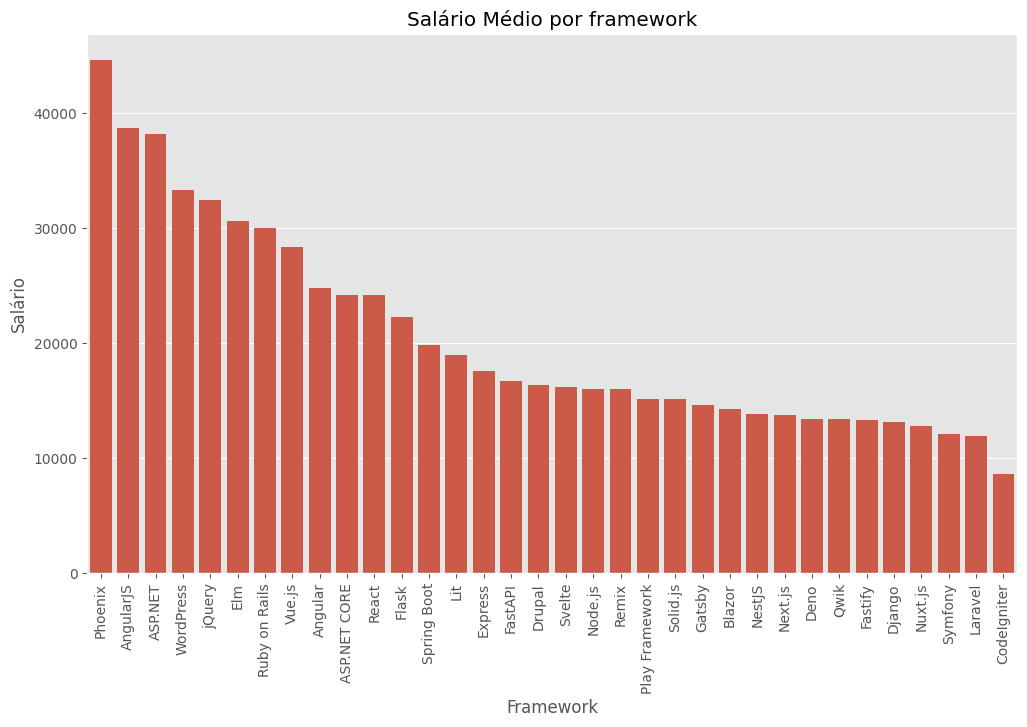 Salário Médio por framework
Salário
40000
30000
20000
10000
0
Phoenix
AngularJS
ASP.NET
WordPress
jQuery
Elm
Ruby on Rails
Vue.js
Angular
ASP.NET CORE
React
Flask
Spring Boot
Lit
Express
FastAPI
Drupal
Svelte
Node.js
Remix
Play Framework
Solid.js
Gatsby
Blazor
NestJS
Next.js
Deno
Qwik
Fastify
Django
Nuxt.js
Symfony
Laravel
CodeIgniter
Framework